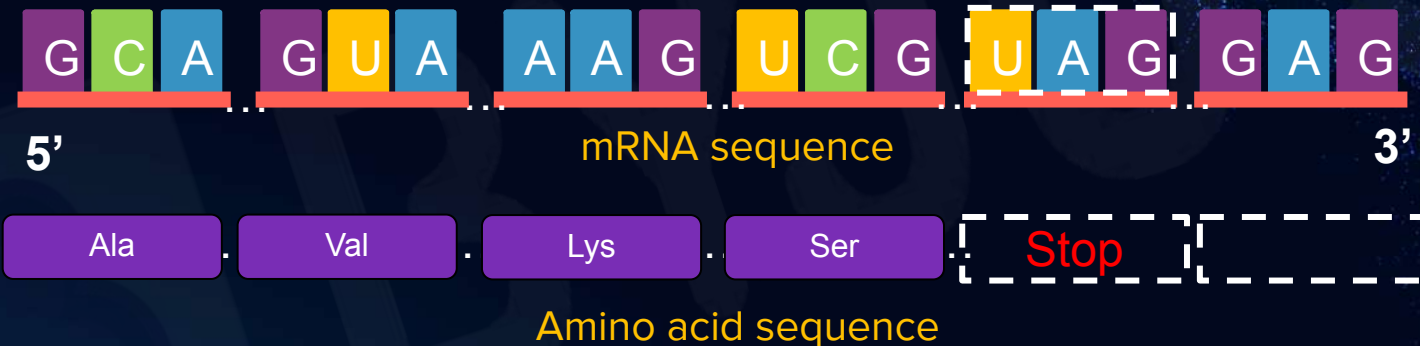 G C A ... G U A ... A A G ... U C G ... U A G ... G A G
5’ mRNA sequence 3’
Ala . Val . Lys .. Ser .. Stop
Amino acid sequence